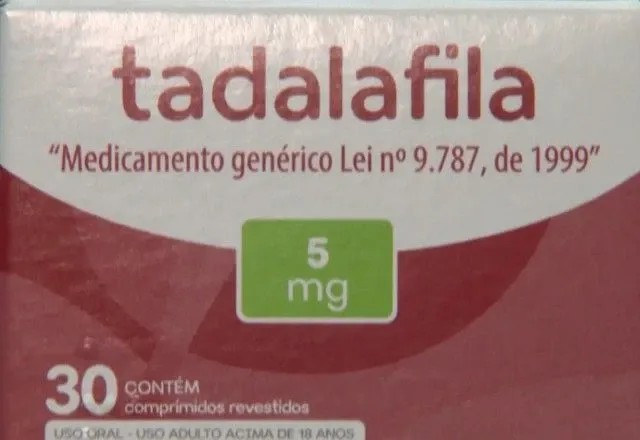 tadalafila
"Medicamento genérico Lei nº 9.787, de 1999"
5
mg
30 CONTÉM
comprimidos revestidos
USO ORAL - USO ADULTO ACIMA DE 18 ANOS